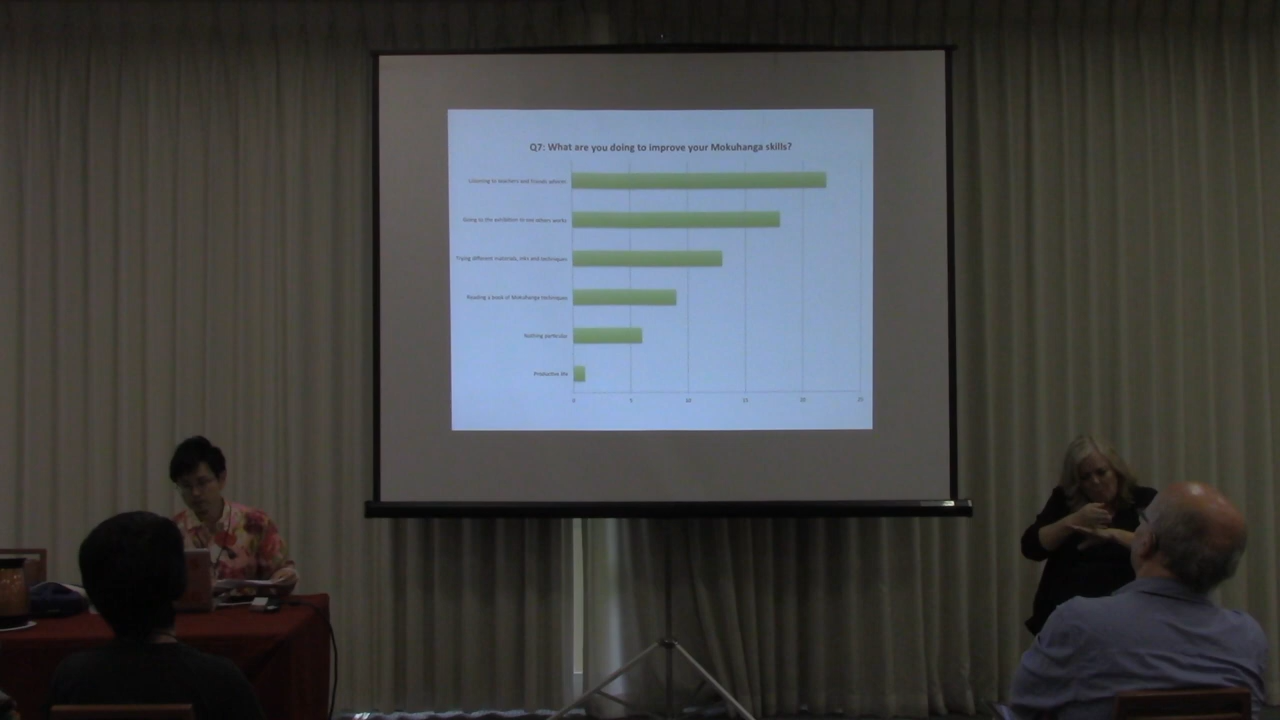 Q7: What are you doing to improve your Mokuhanga skills?
Listening to teachers and friends advices
Going to the exhibition to see others works
Trying different materials, inks and techniques
Reading a book of Mokuhanga techniques
Nothing particular
Productive life
0 5 10 15 20 25